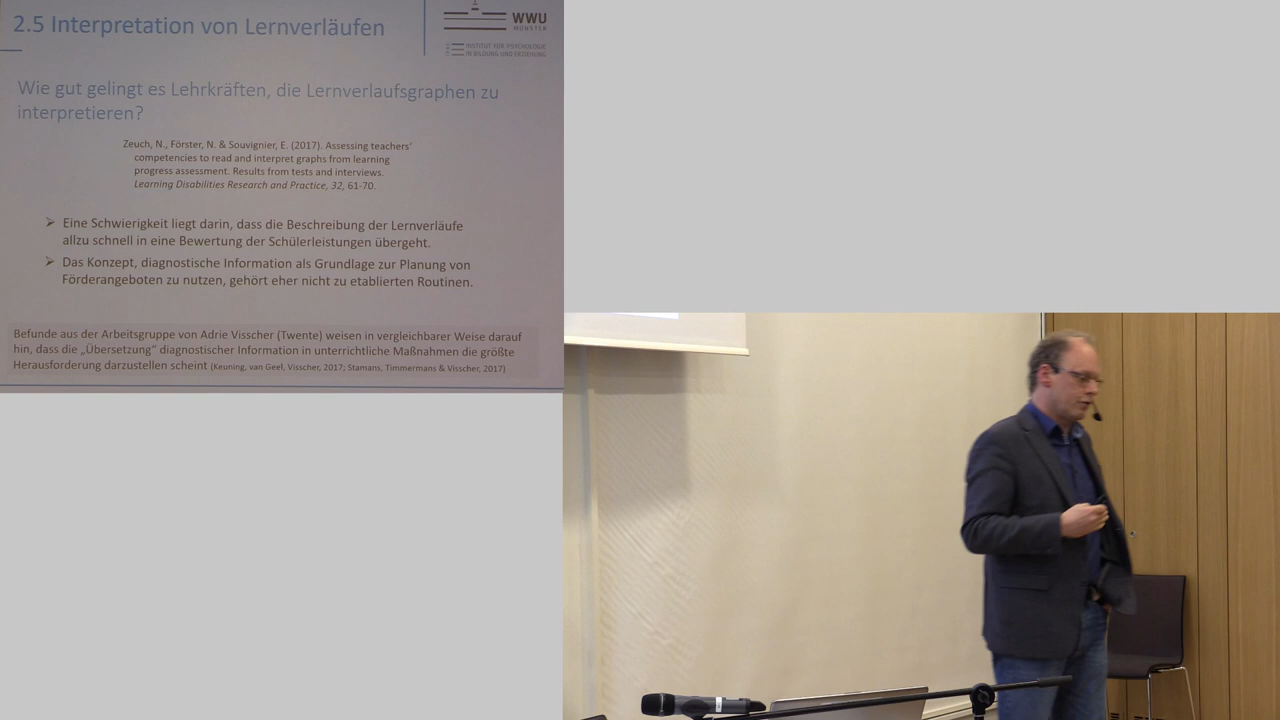 2.5 Interpretation von Lernverläufen
WWU
MÜNSTER
INSTITUT FÜR PSYCHOLOGIE
IN BILDUNG UND ERZIEHUNG
Wie gut gelingt es Lehrkräften, die Lernverlaufsgraphen zu
interpretieren?
Zeuch, N., Förster, N. & Souvignier, E. (2017). Assessing teachers'
competencies to read and interpret graphs from learning
progress assessment. Results from tests and interviews.
Learning Disabilities Research and Practice, 32, 61-70.
➢ Eine Schwierigkeit liegt darin, dass die Beschreibung der Lernverläufe
allzu schnell in eine Bewertung der Schülerleistungen übergeht.
➢ Das Konzept, diagnostische Information als Grundlage zur Planung von
Förderangeboten zu nutzen, gehört eher nicht zu etablierten Routinen.
Befunde aus der Arbeitsgruppe von Adrie Visscher (Twente) weisen in vergleichbarer Weise darauf
hin, dass die „Übersetzung" diagnostischer Information in unterrichtliche Maßnahmen die größte
Herausforderung darzustellen scheint (Keuning, van Geel, Visscher, 2017; Stamans, Timmermans & Visscher, 2017)